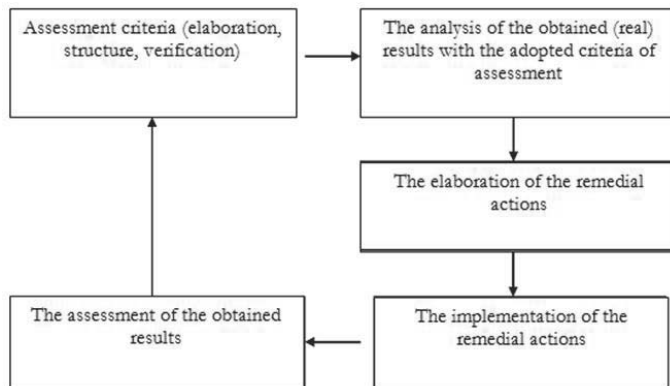 Assessment criteria (elaboration,
structure, verification)
The analysis of the obtained (real)
results with the adopted criteria of
assessment
The elaboration of the remedial
actions
The implementation of the
remedial actions
The assessment of the obtained
results